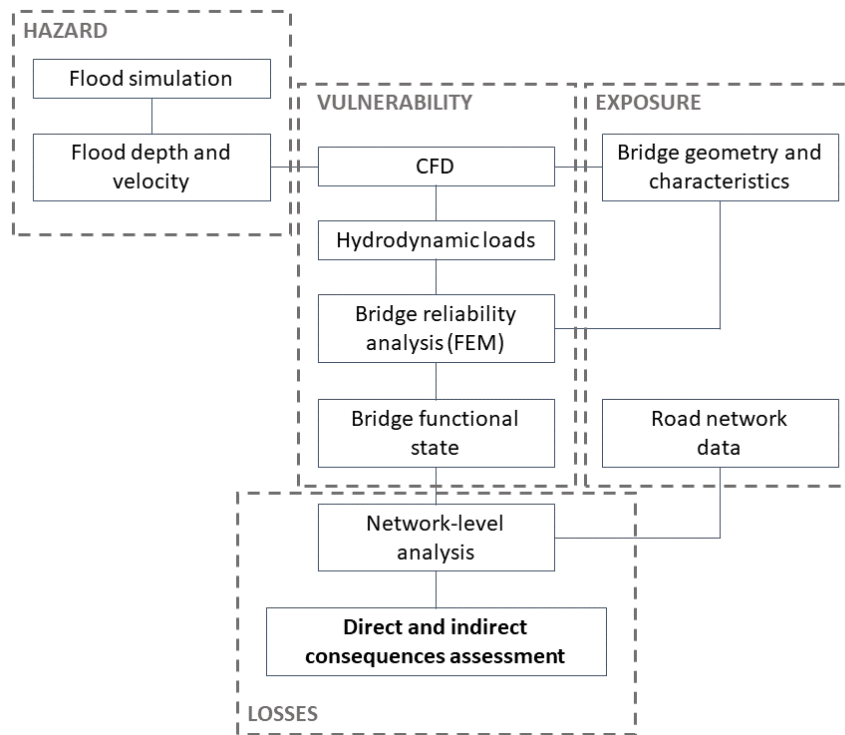 HAZARD
Flood simulation
Flood depth and
velocity
VULNERABILITY
CFD
Hydrodynamic loads
Bridge reliability
analysis (FEM)
Bridge functional
state
EXPOSURE
Bridge geometry and
characteristics
Road network
data
Network-level
analysis
Direct and indirect
consequences assessment
LOSSES